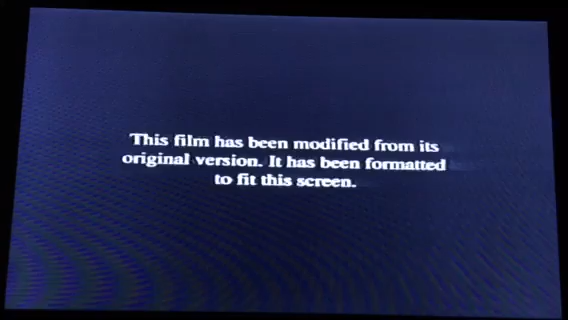 This film has been modified from its
original version. It has been formatted
to fit this screen.